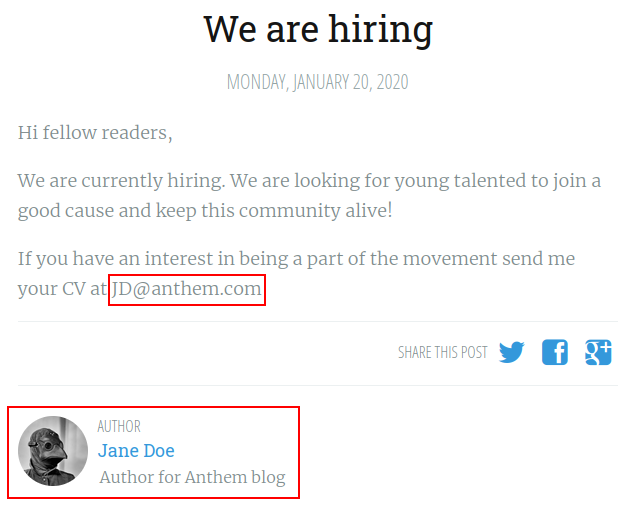 We are hiring
MONDAY, JANUARY 20, 2020
Hi fellow readers,
We are currently hiring. We are looking for young talented to join a
good cause and keep this community alive!
If you have an interest in being a part of the movement send me
your CV at JD@anthem.com
SHARE THIS POST
AUTHOR
Jane Doe
Author for Anthem blog